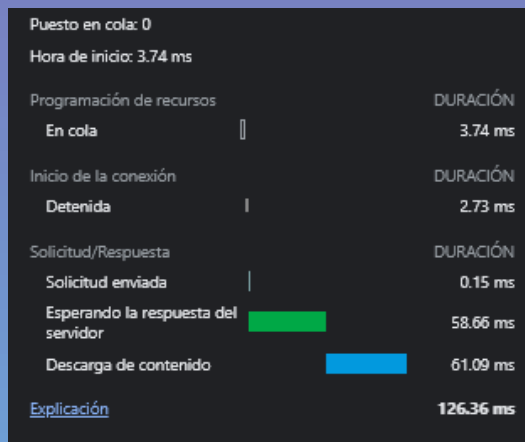 Puesto en cola: 0
Hora de inicio: 3.74 ms
Programación de recursos DURACIÓN
En cola 3.74 ms
Inicio de la conexión DURACIÓN
Detenida 2.73 ms
Solicitud/Respuesta DURACIÓN
Solicitud enviada 0.15 ms
Esperando la respuesta del
servidor 58.66 ms
Descarga de contenido 61.09 ms
Explicación 126.36 ms